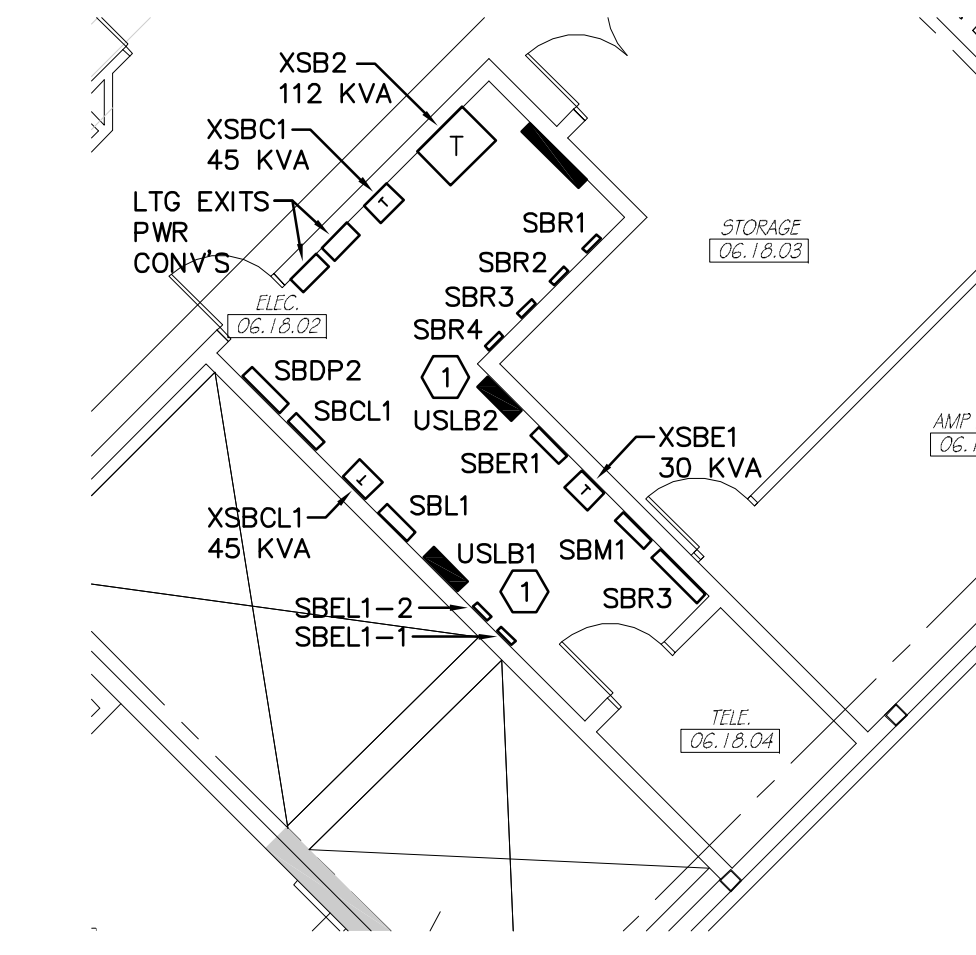 XSB2
112 KVA
T
XSBC1
45 KVA
T
LTG EXITS
PWR
CONV'S
SBR1
STORAGE
06.18.03
SBR2
SBR3
ELEC.
06.18.02
SBR4
SBDP2
1
SBCL1
USLB2
AMP
XSBE1
30 KVA
SBER1
T
T
SBL1
XSBCL1
45 KVA
SBM1
USLB1
1
SBR3
SBEL1-2
SBEL1-1
TELE.
06.18.04